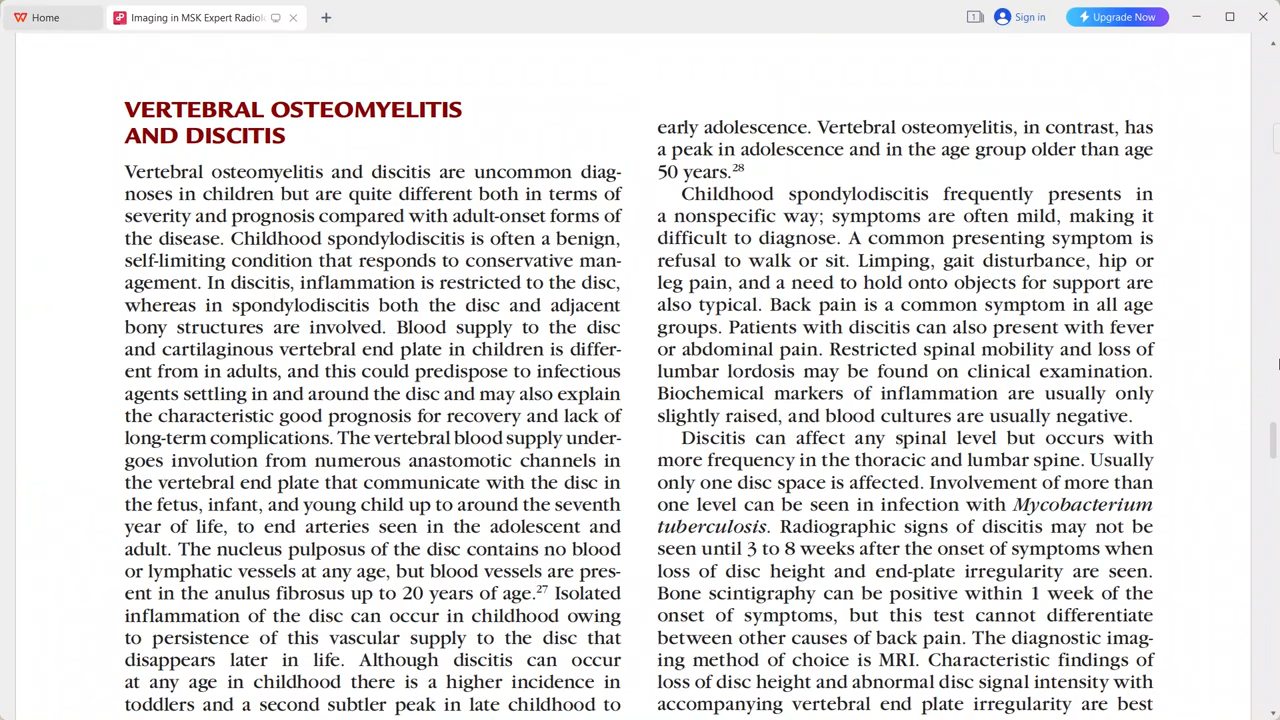 Home
Imaging in MSK Expert Radiol
1
Sign in
Upgrade Now
VERTEBRAL OSTEOMYELITIS
AND DISCITIS
Vertebral osteomyelitis and discitis are uncommon diag-
noses in children but are quite different both in terms of
severity and prognosis compared with adult-onset forms of
the disease. Childhood spondylodiscitis is often a benign,
self-limiting condition that responds to conservative man-
agement. In discitis, inflammation is restricted to the disc,
whereas in spondylodiscitis both the disc and adjacent
bony structures are involved. Blood supply to the disc
and cartilaginous vertebral end plate in children is differ-
ent from in adults, and this could predispose to infectious
agents settling in and around the disc and may also explain
the characteristic good prognosis for recovery and lack of
long-term complications. The vertebral blood supply under-
goes involution from numerous anastomotic channels in
the vertebral end plate that communicate with the disc in
the fetus, infant, and young child up to around the seventh
year of life, to end arteries seen in the adolescent and
adult. The nucleus pulposus of the disc contains no blood
or lymphatic vessels at any age, but blood vessels are pres-
ent in the anulus fibrosus up to 20 years of age.27 Isolated
inflammation of the disc can occur in childhood owing
to persistence of this vascular supply to the disc that
disappears later in life. Although discitis can occur
at any age in childhood there is a higher incidence in
toddlers and a second subtler peak in late childhood to
early adolescence. Vertebral osteomyelitis, in contrast, has
a peak in adolescence and in the age group older than age
50 years.28
Childhood spondylodiscitis frequently presents in
a nonspecific way; symptoms are often mild, making it
difficult to diagnose. A common presenting symptom is
refusal to walk or sit. Limping, gait disturbance, hip or
leg pain, and a need to hold onto objects for support are
also typical. Back pain is a common symptom in all age
groups. Patients with discitis can also present with fever
or abdominal pain. Restricted spinal mobility and loss of
lumbar lordosis may be found on clinical examination.
Biochemical markers of inflammation are usually only
slightly raised, and blood cultures are usually negative.
Discitis can affect any spinal level but occurs with
more frequency in the thoracic and lumbar spine. Usually
only one disc space is affected. Involvement of more than
one level can be seen in infection with Mycobacterium
tuberculosis. Radiographic signs of discitis may not be
seen until 3 to 8 weeks after the onset of symptoms when
loss of disc height and end-plate irregularity are seen.
Bone scintigraphy can be positive within 1 week of the
onset of symptoms, but this test cannot differentiate
between other causes of back pain. The diagnostic imag-
ing method of choice is MRI. Characteristic findings of
loss of disc height and abnormal disc signal intensity with
accompanying vertebral end plate irregularity are best